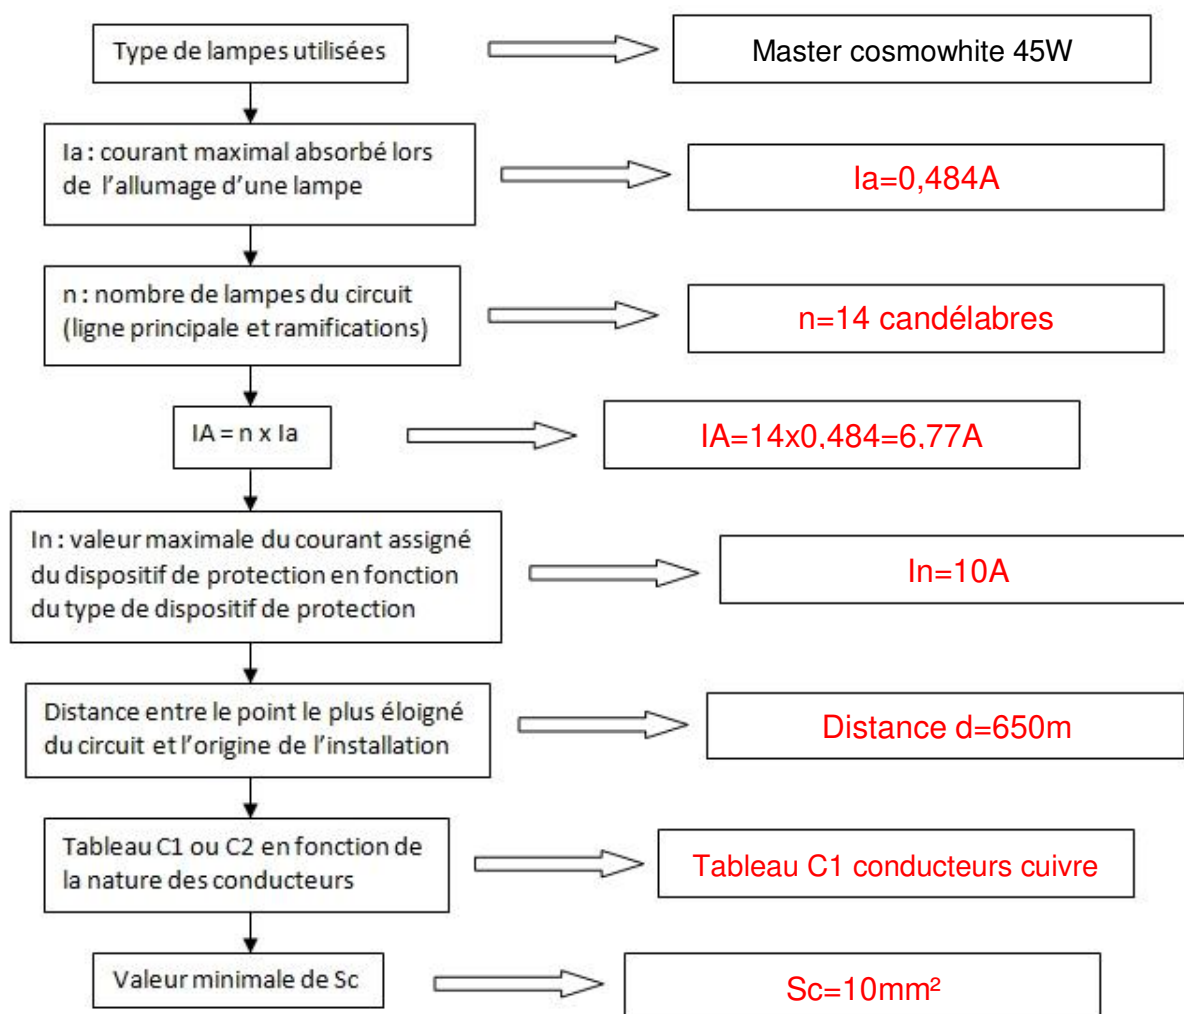 Type de lampes utilisées
Master cosmowhite 45W
Ia : courant maximal absorbé lors
de l'allumage d'une lampe
Ia=0,484A
n : nombre de lampes du circuit
(ligne principale et ramifications)
n=14 candélabres
IA = n x Ia
IA=14x0,484=6,77A
In : valeur maximale du courant assigné
du dispositif de protection en fonction
du type de dispositif de protection
In=10A
Distance entre le point le plus éloigné
du circuit et l'origine de l'installation
Distance d=650m
Tableau C1 ou C2 en fonction de
la nature des conducteurs
Tableau C1 conducteurs cuivre
Valeur minimale de Sc
Sc=10mm²